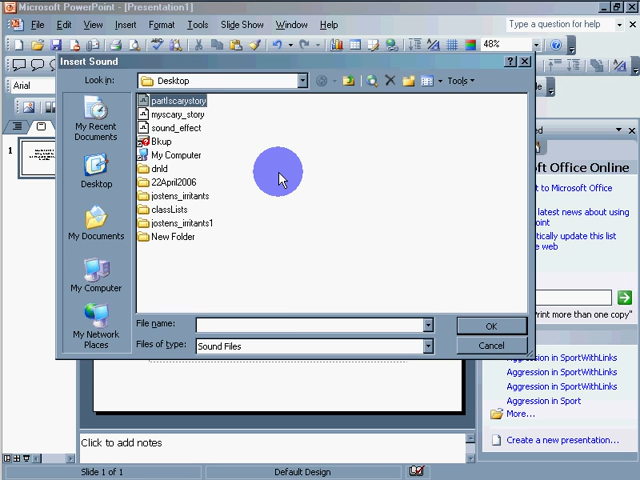 Microsoft PowerPoint - [Presentation1]
File Edit View Insert Format Tools Slide Show Window Help
Type a question for help
48%
Arial
Insert Sound
Look in: Desktop
Tools
My Recent Documents
Desktop
My Documents
My Computer
My Network Places
partIscarystory
myscary_story
sound_effect
Bkup
My Computer
dnld
22April2006
jostens_irritants
classLists
jostens_irritants1
New Folder
File name:
OK
Files of type: Sound Files
Cancel
1
ed
ft Office Online
t to Microsoft Office
latest news about using
tically update this list
web
Print more than one copy"
Aggression in SportWithLinks
Aggression in SportWithLinks
Aggression in SportWithLinks
Aggression in Sport
More...
Create a new presentation...
Click to add notes
Slide 1 of 1
Default Design